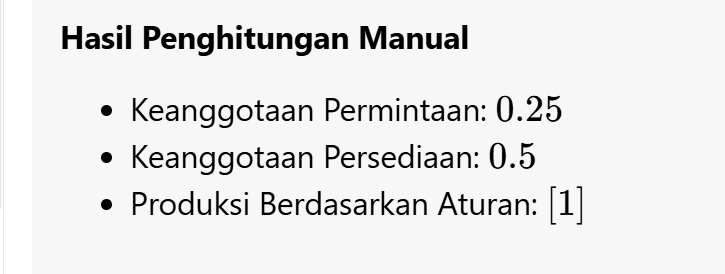 Hasil Penghitungan Manual
• Keanggotaan Permintaan: 0.25
• Keanggotaan Persediaan: 0.5
• Produksi Berdasarkan Aturan: [1]